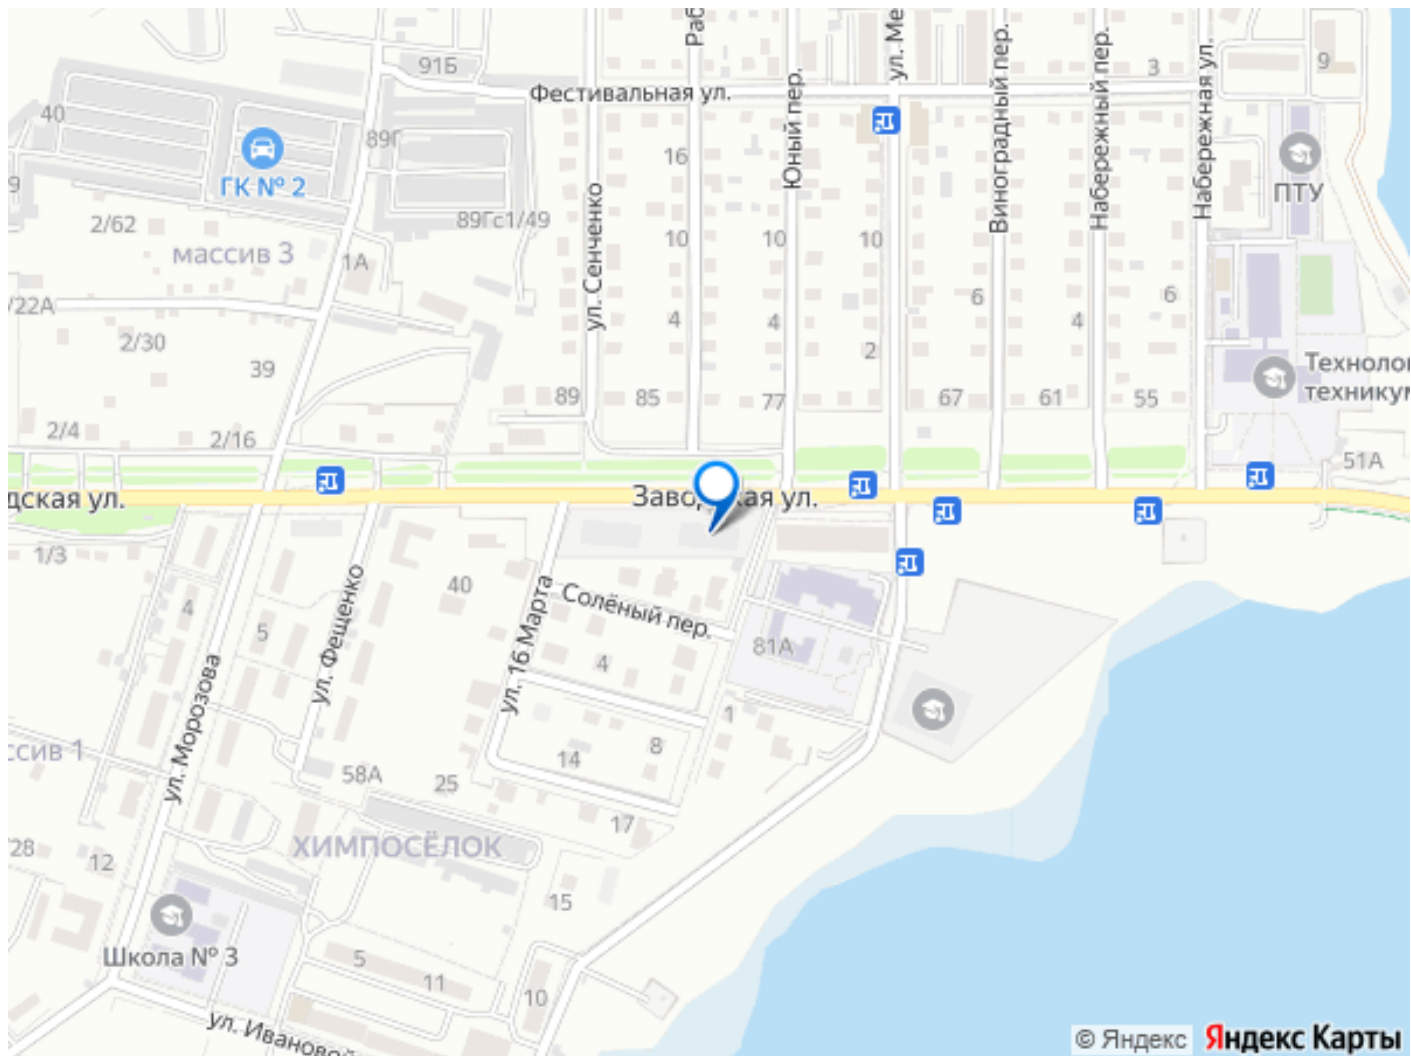 91Б
Раб
ул. Ме
9
3
Фестивальная ул.
40
89Г
ГК № 2
16
Юный пер.
Виноградный пер.
Набережный пер.
Набережная ул.
ПТУ
9
2/62
89Гс1/49
ул. Сенченко
10
10
10
массив 3
1А
/22А
6
6
4
4
4
2/30
2
39
Техноло
техникум
89
85
77
67
61
55
2/4
2/16
51А
дская ул.
Заводская ул.
1/3
4
5
ул. Фещенко
40
ул. 16 Марта
Солёный пер.
81А
4
ул. Морозова
1
ссив 1
8
14
58А
25
17
ХИМПОСЁЛОК
/28
12
15
Школа № 3
5
11
10
ул. Ивановой
© Яндекс Яндекс Карты